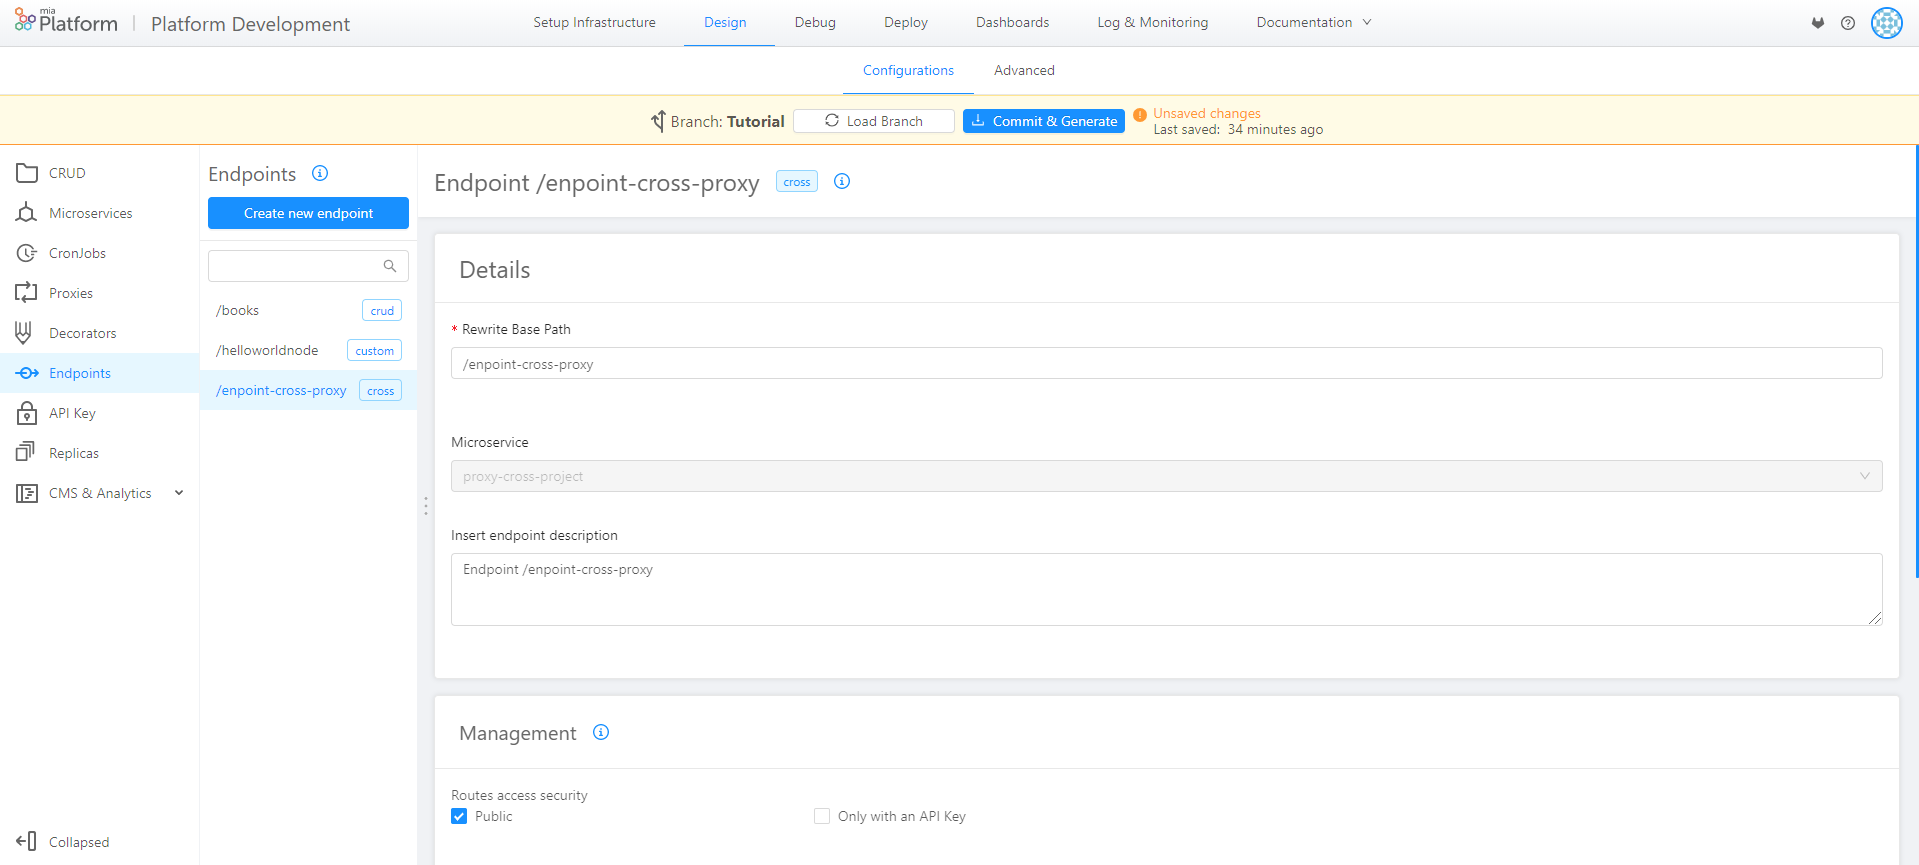 mia
Platform
Platform Development
Setup Infrastructure
Design
Debug
Deploy
Dashboards
Log & Monitoring
Documentation
Configurations
Advanced
Branch: Tutorial
Load Branch
Commit & Generate
Unsaved changes
Last saved: 34 minutes ago
CRUD
Microservices
CronJobs
Proxies
Decorators
Endpoints
API Key
Replicas
CMS & Analytics
Collapsed
Endpoints
Create new endpoint
/books crud
/helloworldnode custom
/enpoint-cross-proxy cross
Endpoint /enpoint-cross-proxy cross
Details
* Rewrite Base Path
/enpoint-cross-proxy
Microservice
proxy-cross-project
Insert endpoint description
Endpoint /enpoint-cross-proxy
Management
Routes access security
Public
Only with an API Key